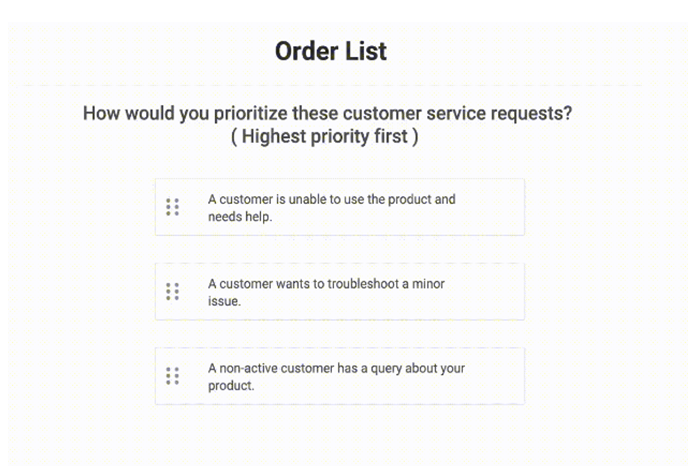 Order List
How would you prioritize these customer service requests?
( Highest priority first )
A customer is unable to use the product and
needs help.
A customer wants to troubleshoot a minor
issue.
A non-active customer has a query about your
product.